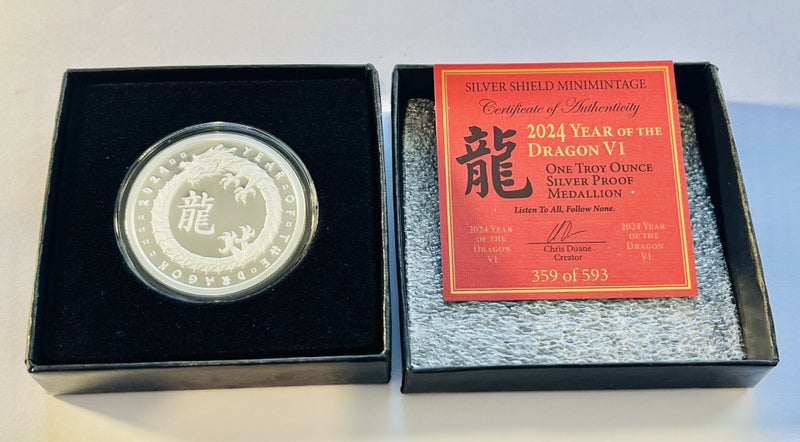 2024 YEAR OF THE DRAGON
龍
SILVER SHIELD MINIMINTAGE
Certificate of Authenticity
龍
2024 YEAR OF THE
DRAGON V1
ONE TROY OUNCE
SILVER PROOF
MEDALLION
Listen To All, Follow None.
2024 YEAR
OF THE
DRAGON
V1
Chris Duane
Creator
2024 YEAR
OF THE
DRAGON
V1
359 of 593